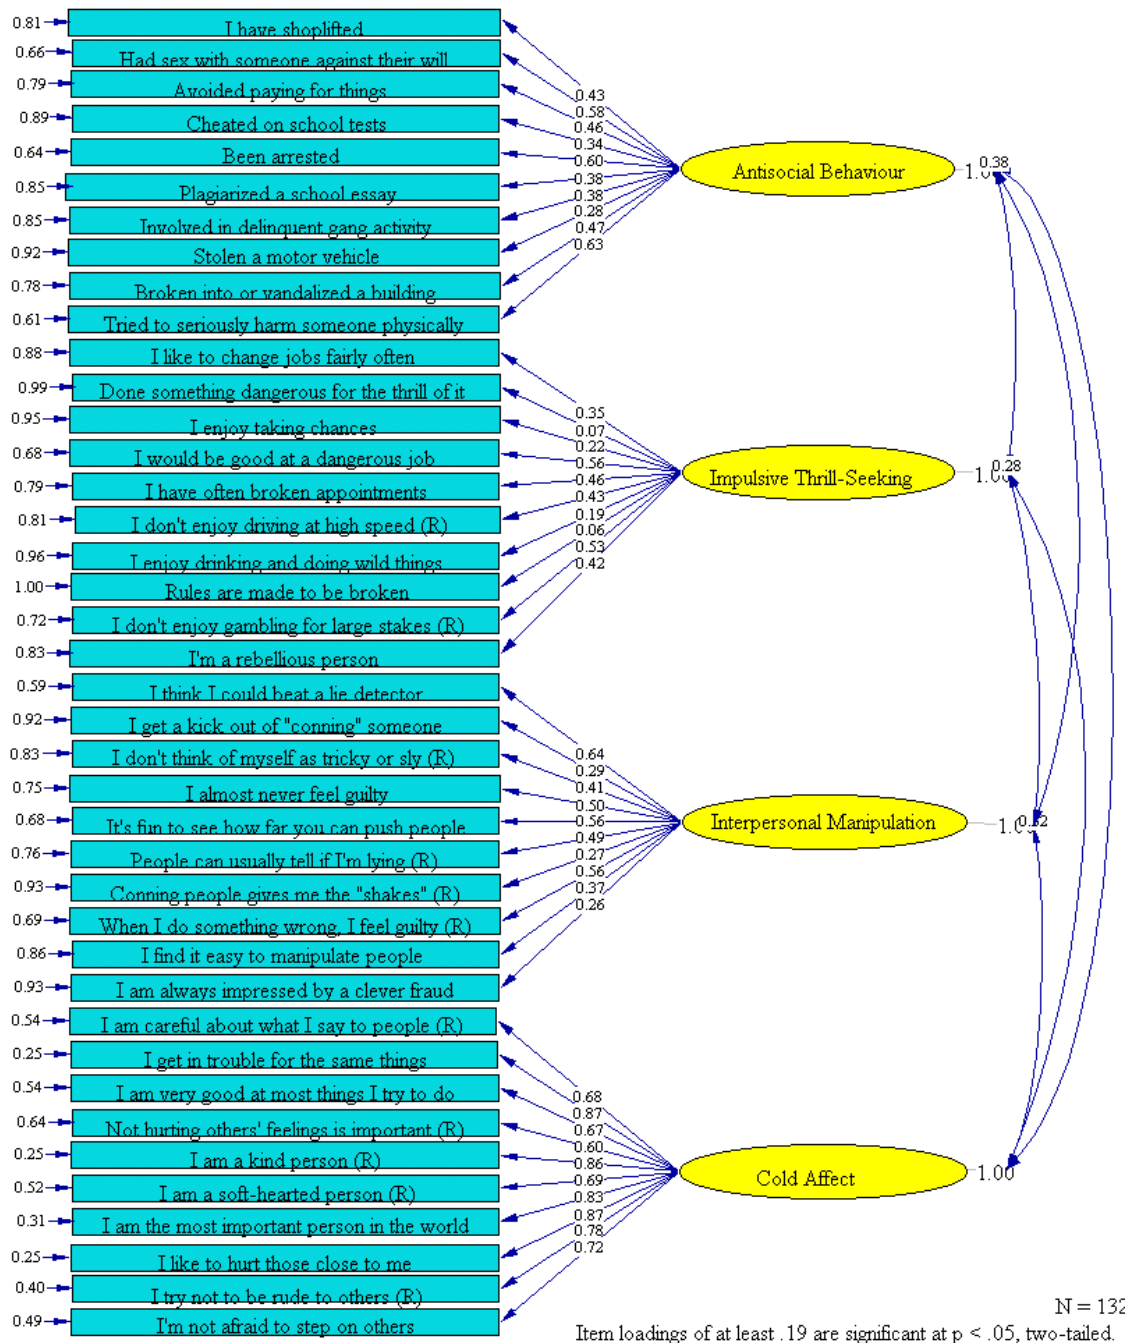 0.81 I have shoplifted
0.66 Had sex with someone against their will
0.79 Avoided paying for things
0.89 Cheated on school tests
0.64 Been arrested
0.85 Plagiarized a school essay
0.85 Involved in delinquent gang activity
0.92 Stolen a motor vehicle
0.78 Broken into or vandalized a building
0.61 Tried to seriously harm someone physically
0.43
0.58
0.46
0.34
0.60
0.38
0.38
0.28
0.47
0.63
Antisocial Behaviour
0.38
0.88 I like to change jobs fairly often
0.99 Done something dangerous for the thrill of it
0.95 I enjoy taking chances
0.68 I would be good at a dangerous job
0.79 I have often broken appointments
0.81 I don't enjoy driving at high speed (R)
0.96 I enjoy drinking and doing wild things
1.00 Rules are made to be broken
0.72 I don't enjoy gambling for large stakes (R)
0.83 I'm a rebellious person
0.35
0.07
0.22
0.56
0.46
0.43
0.19
0.06
0.53
0.42
Impulsive Thrill-Seeking
0.28
0.59 I think I could beat a lie detector
0.92 I get a kick out of "conning" someone
0.83 I don't think of myself as tricky or sly (R)
0.75 I almost never feel guilty
0.68 It's fun to see how far you can push people
0.76 People can usually tell if I'm lying (R)
0.93 Conning people gives me the "shakes" (R)
0.69 When I do something wrong, I feel guilty (R)
0.86 I find it easy to manipulate people
0.93 I am always impressed by a clever fraud
0.64
0.29
0.41
0.50
0.56
0.49
0.27
0.56
0.37
0.26
Interpersonal Manipulation
0.54 I am careful about what I say to people (R)
0.25 I get in trouble for the same things
0.54 I am very good at most things I try to do
0.64 Not hurting others' feelings is important (R)
0.25 I am a kind person (R)
0.52 I am a soft-hearted person (R)
0.31 I am the most important person in the world
0.25 I like to hurt those close to me
0.40 I try not to be rude to others (R)
0.49 I'm not afraid to step on others
0.68
0.87
0.67
0.60
0.86
0.69
0.83
0.87
0.78
0.72
Cold Affect
1.00
N = 132
Item loadings of at least .19 are significant at p < .05, two-tailed.